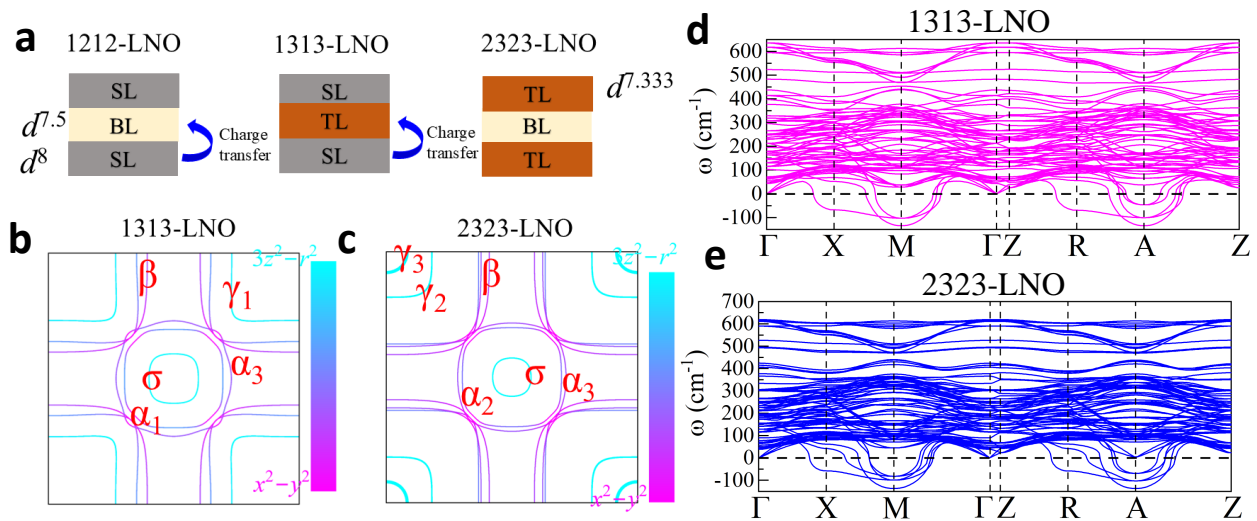 a
1212-LNO
1313-LNO
2323-LNO
SL
BL
SL
d^7.5
d^8
Charge
transfer
SL
TL
SL
Charge
transfer
TL
BL
TL
d^7.333
b
1313-LNO
β
γ₁
α₃
σ
α₁
3z²−r²
x²−y²
c
2323-LNO
γ₃
γ₂
β
σ
α₂
α₃
3z²−r²
x²−y²
d
1313-LNO
ω (cm⁻¹)
600
500
400
300
200
100
0
-100
Γ X M Γ Z R A Z
e
2323-LNO
ω (cm⁻¹)
700
600
500
400
300
200
100
0
-100
Γ X M Γ Z R A Z